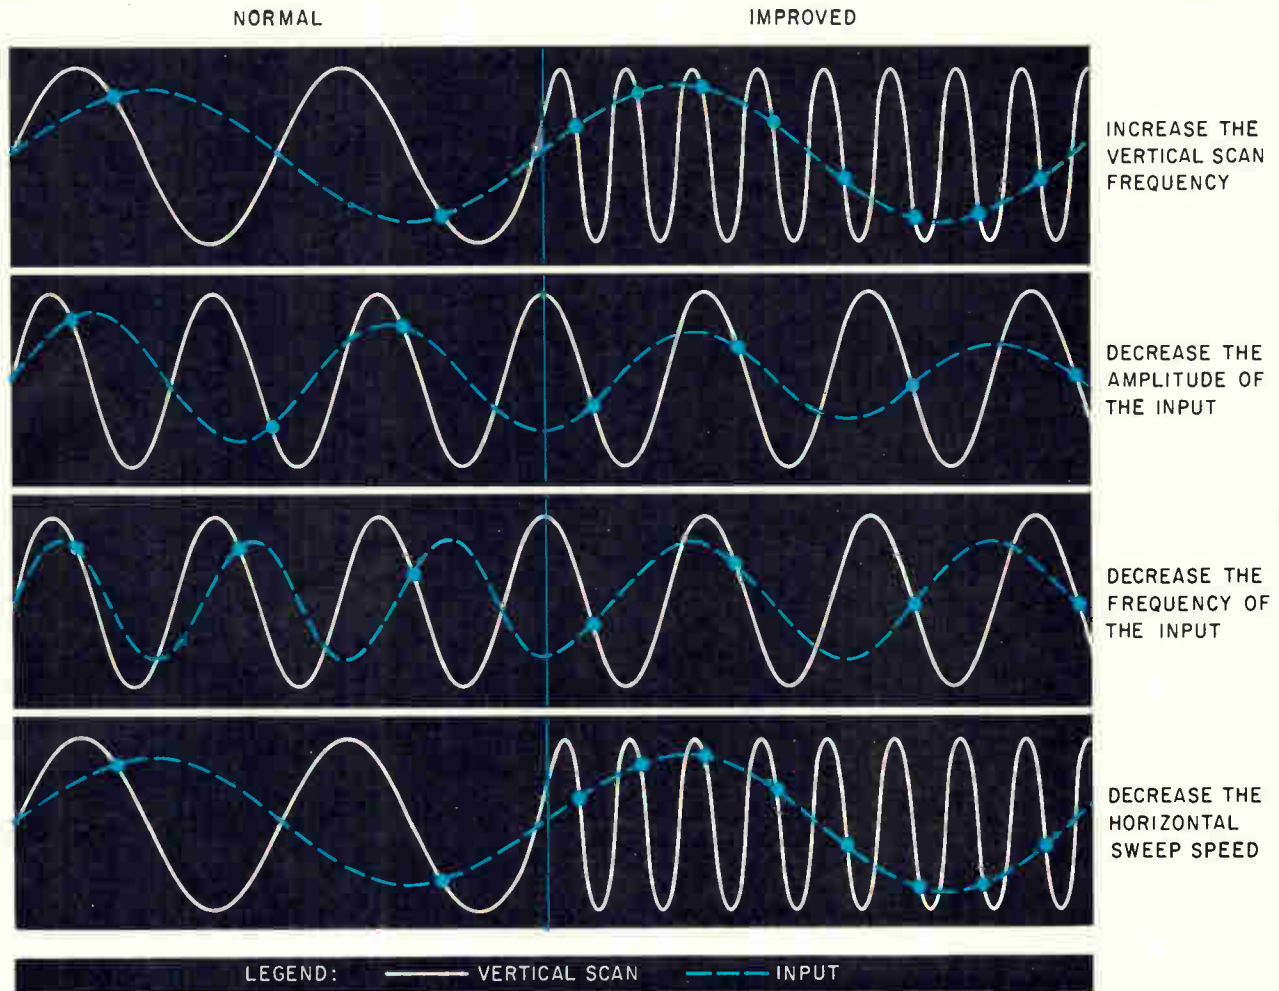 NORMAL
IMPROVED
INCREASE THE
VERTICAL SCAN
FREQUENCY
DECREASE THE
AMPLITUDE OF
THE INPUT
DECREASE THE
FREQUENCY OF
THE INPUT
DECREASE THE
HORIZONTAL
SWEEP SPEED
LEGEND: VERTICAL SCAN INPUT